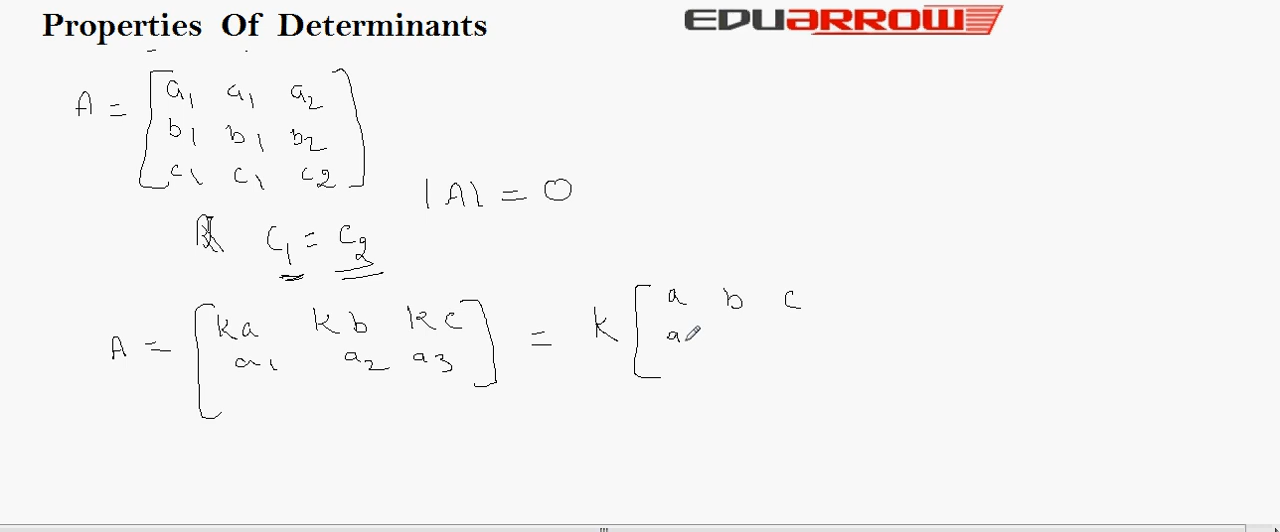 Properties Of Determinants
EDUARROW
A = [ a1 a1 a2
b1 b1 b2
c1 c1 c2 ]
|A| = 0
C1 = C2
A = [ ka kb kc
a1 a2 a3 ] = k [ a b c
a